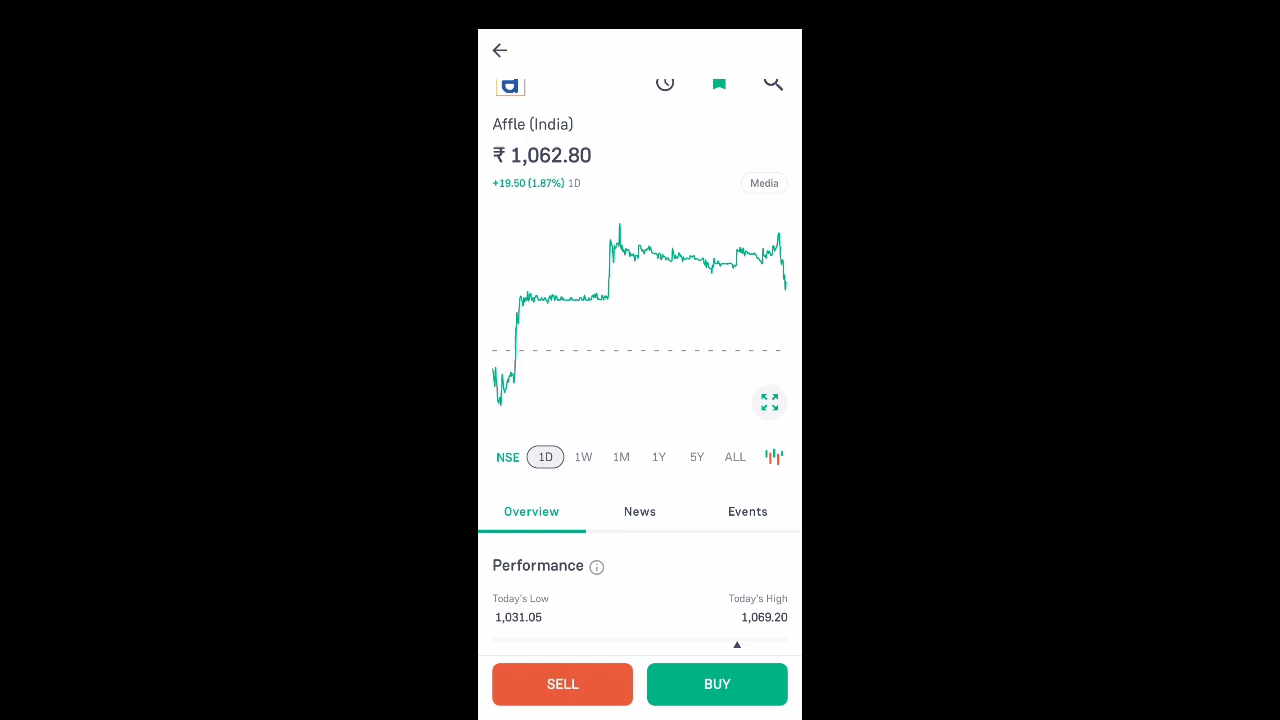 Affle (India)
₹ 1,062.80
+19.50 (1.87%) 1D
Media
NSE 1D 1W 1M 1Y 5Y ALL
Overview News Events
Performance
Today's Low Today's High
1,031.05 1,069.20
SELL BUY